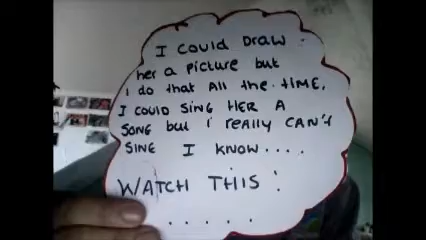 I COULD DRAW
her A PICTURE but
I do that All the TIME.
I COULD SING HER A
SONG but I really CAN'T
SINE I KNOW....
WATCH THIS:
.....